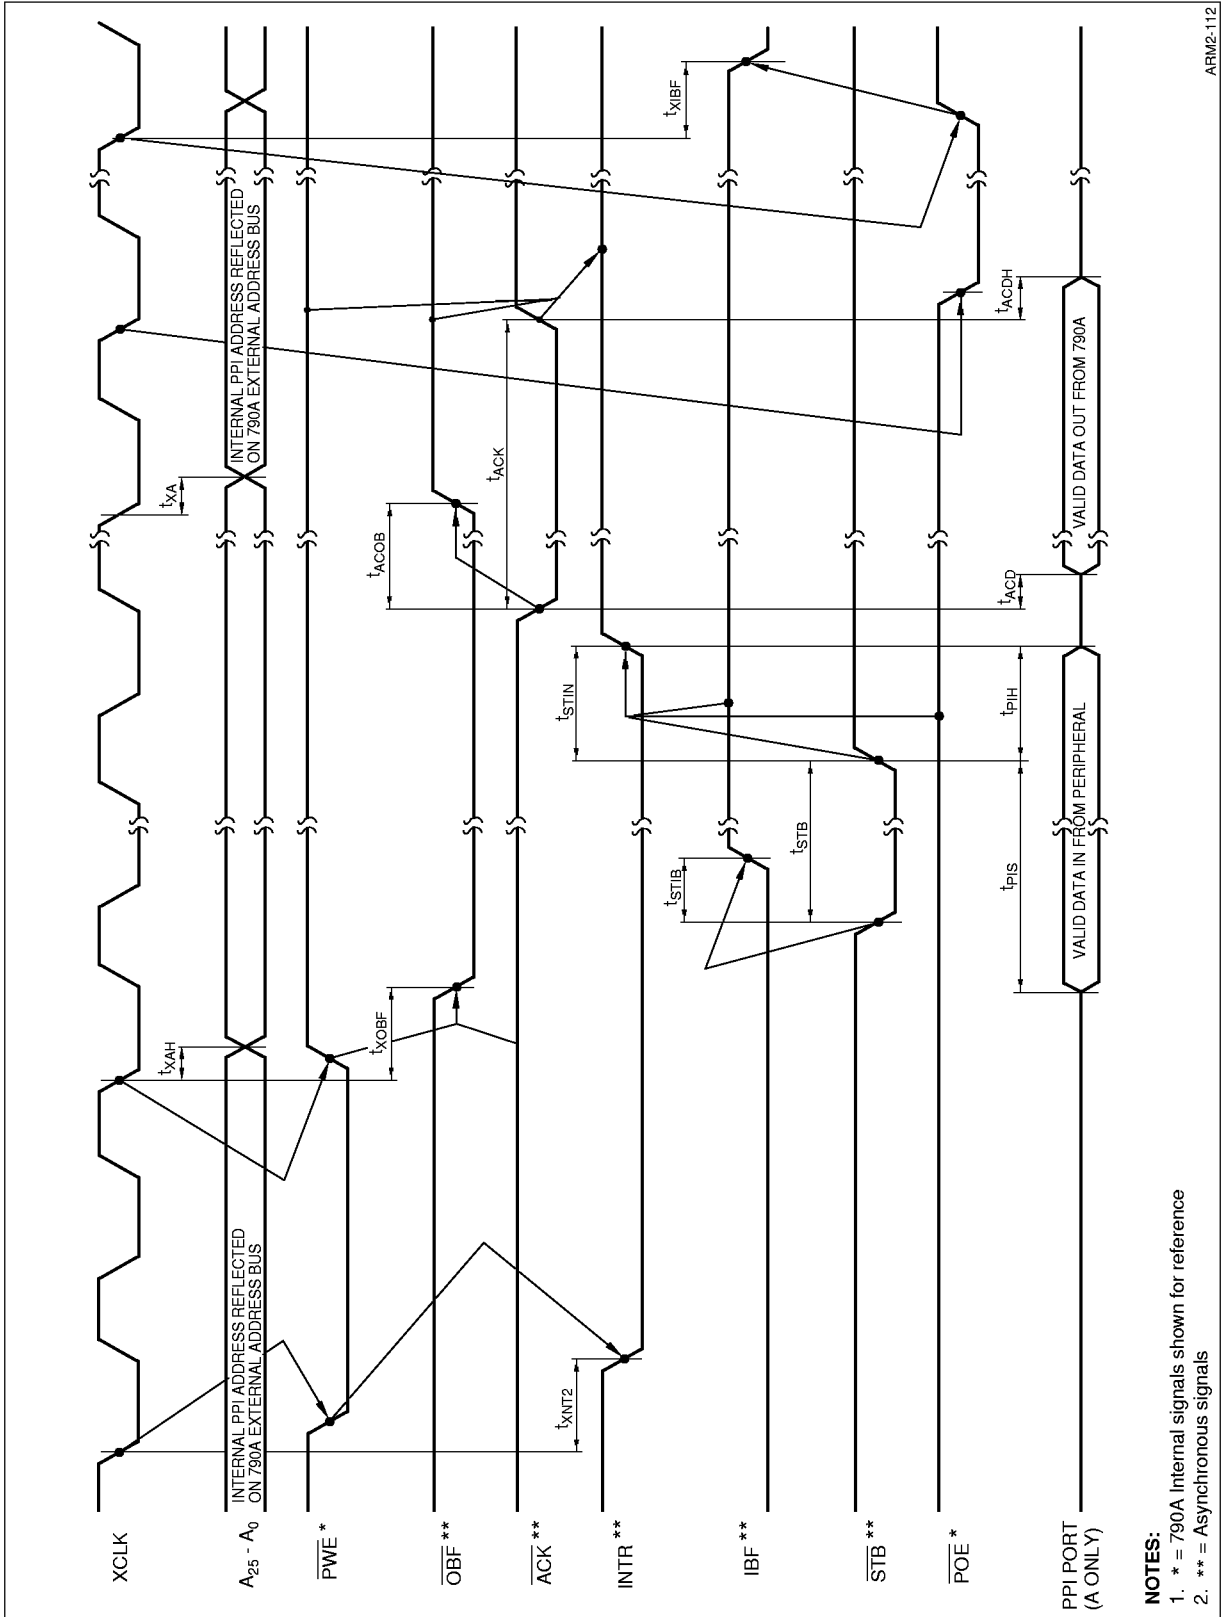 XCLK
A25 - A0
INTERNAL PPI ADDRESS REFLECTED
ON 790A EXTERNAL ADDRESS BUS
tXAH
tXA
INTERNAL PPI ADDRESS REFLECTED
ON 790A EXTERNAL ADDRESS BUS
PWE *
OBF **
tXOBF
tACOB
ACK **
tACK
INTR **
tXNT2
tSTIN
IBF **
tSTIB
tXIBF
STB **
tSTB
POE *
PPI PORT
(A ONLY)
tPIS
tPIH
tACD
tACDH
VALID DATA IN FROM PERIPHERAL
VALID DATA OUT FROM 790A
NOTES:
1. * = 790A Internal signals shown for reference
2. ** = Asynchronous signals
ARM2-112